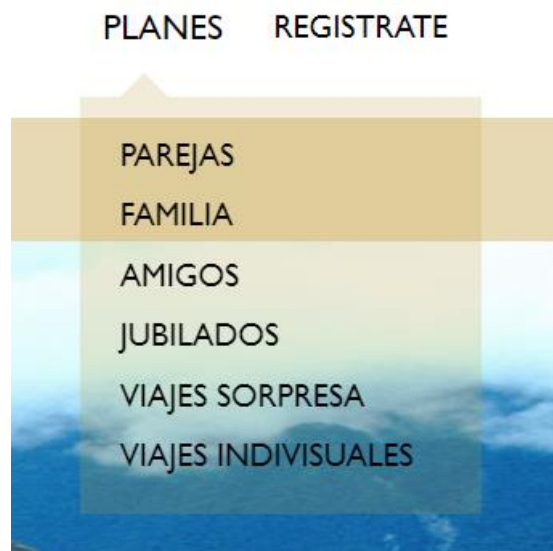 PLANES REGISTRATE
PAREJAS
FAMILIA
AMIGOS
JUBILADOS
VIAJES SORPRESA
VIAJES INDIVISUALES